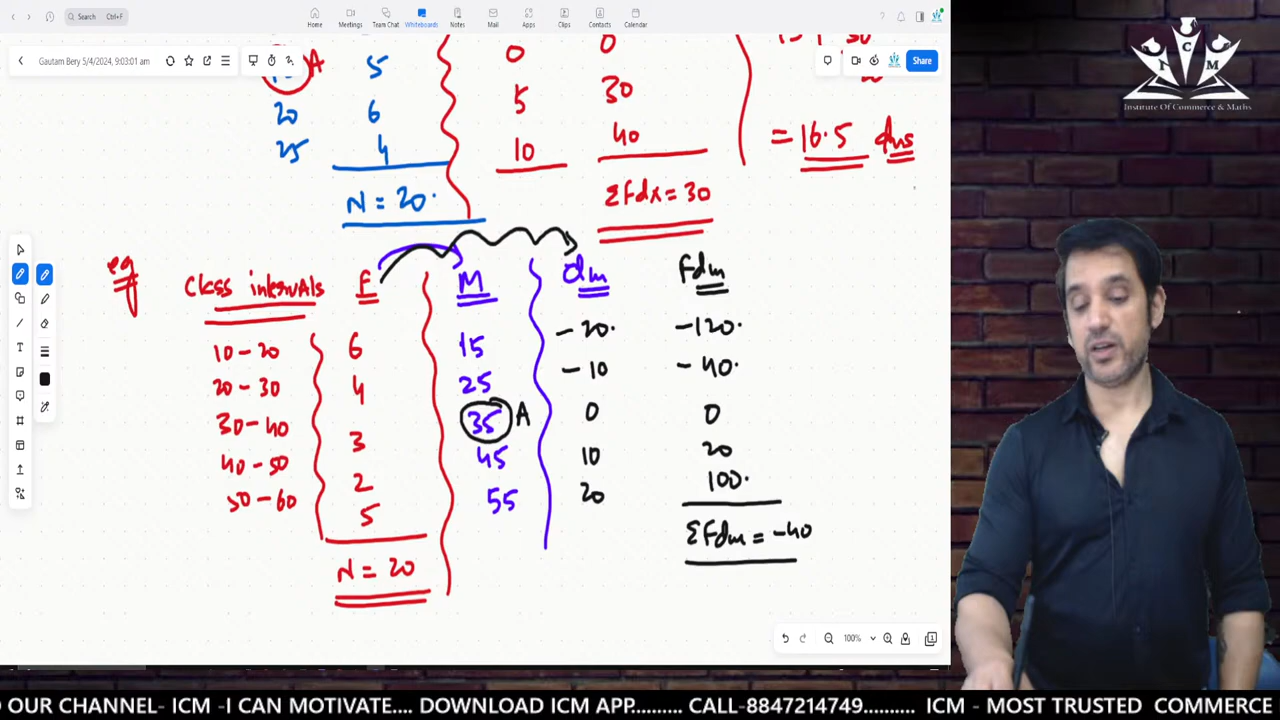 Search Ctrl+F
Home Meetings Team Chat Whiteboards Notes Mail Apps Clips Contacts Calendar
Gautam Bery 5/4/2024, 9:03:01 am
Share
A 5 0 0
20 6 5 30
25 4 10 40
= 16.5 Ans
N = 20 ΣFdx = 30
eg
Class intervals F M dm Fdm
10-20 6 15 -20 -120
20-30 4 25 -10 -40
30-40 3 35 A 0 0
40-50 2 45 10 20
50-60 5 55 20 100
ΣFdm = -40
N = 20
100%
T
1
ICM
Institute Of Commerce & Maths
OUR CHANNEL- ICM -I CAN MOTIVATE.... DOWNLOAD ICM APP......... CALL-8847214749.......... ICM - MOST TRUSTED COMMERCE